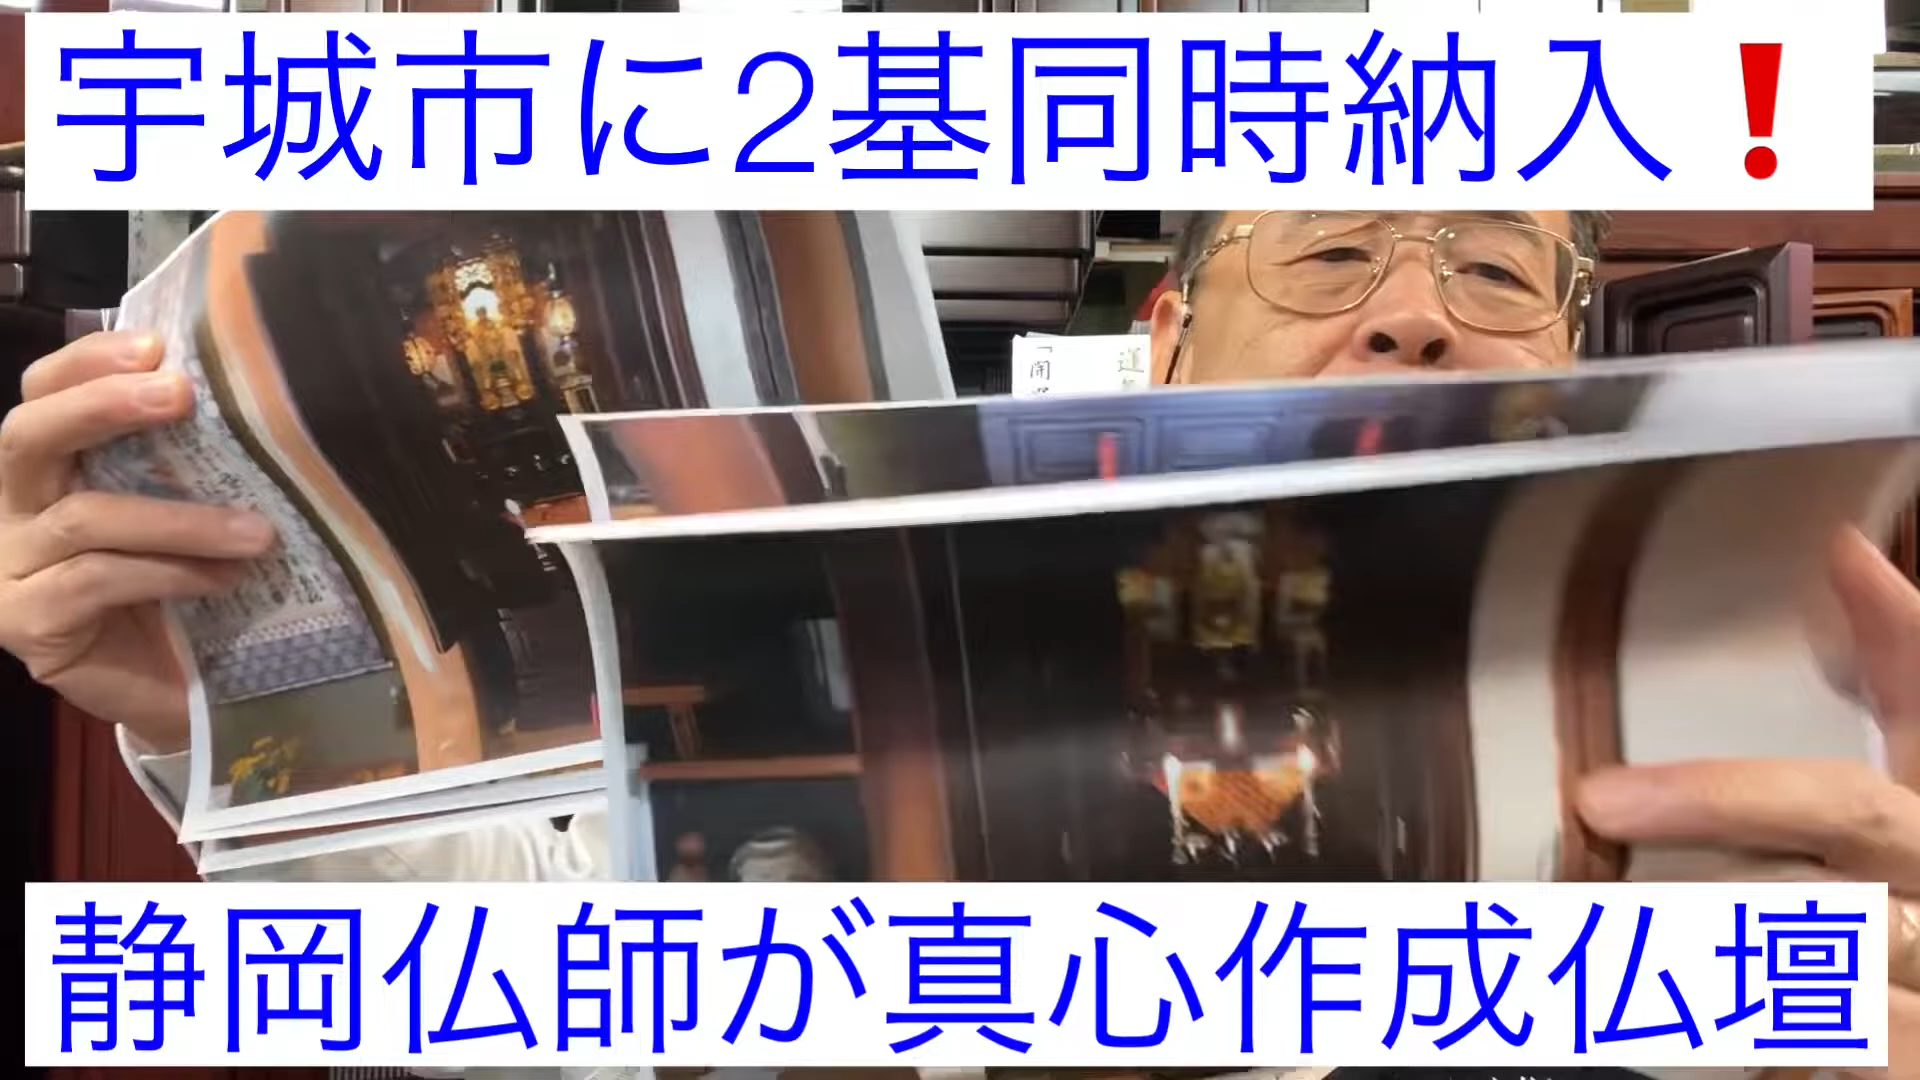 宇城市に2基同時納入❗
「開
静岡仏師が真心作成仏壇